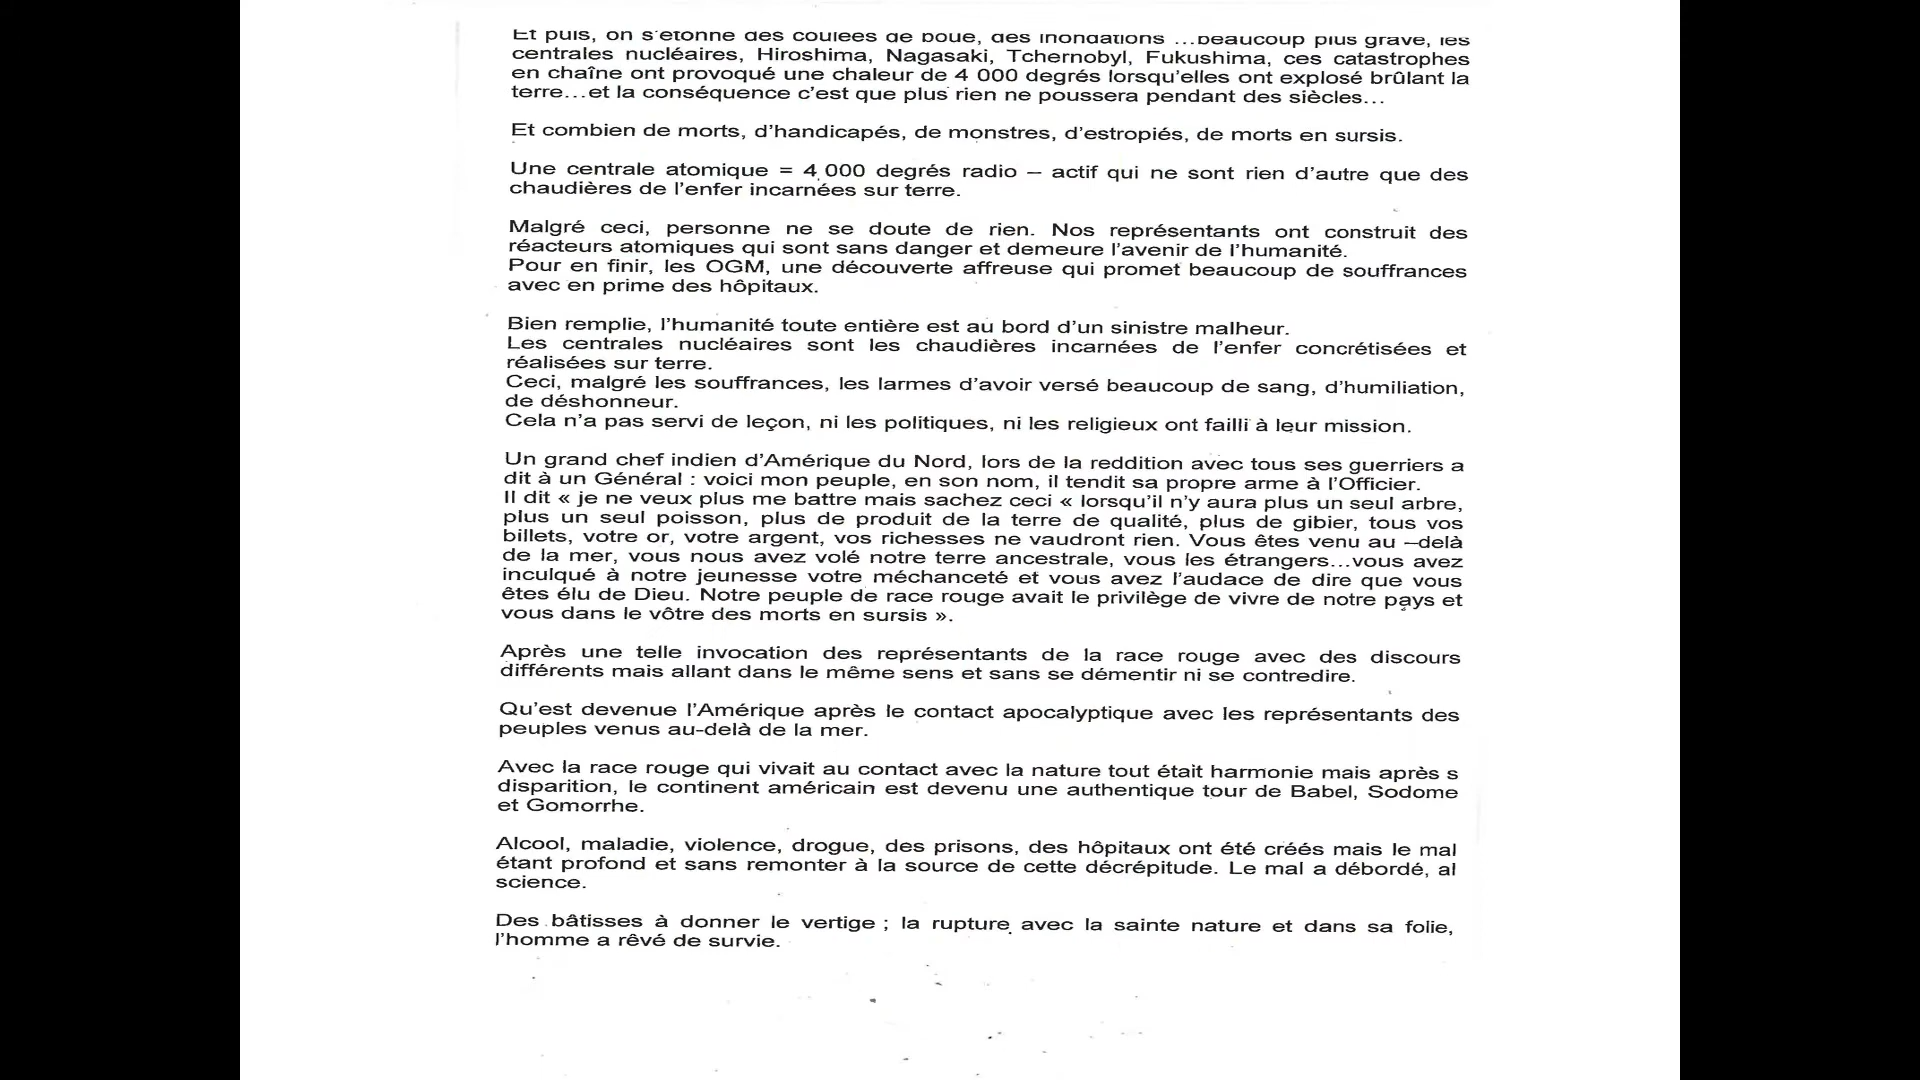 Et puis, on s'étonne des coulées de boue, des inondations …beaucoup plus grave, les
centrales nucléaires, Hiroshima, Nagasaki, Tchernobyl, Fukushima, ces catastrophes
en chaîne ont provoqué une chaleur de 4 000 degrés lorsqu'elles ont explosé brûlant la
terre…et la conséquence c'est que plus rien ne poussera pendant des siècles…
Et combien de morts, d'handicapés, de monstres, d'estropiés, de morts en sursis.
Une centrale atomique = 4 000 degrés radio – actif qui ne sont rien d'autre que des
chaudières de l'enfer incarnées sur terre.
Malgré ceci, personne ne se doute de rien. Nos représentants ont construit des
réacteurs atomiques qui sont sans danger et demeure l'avenir de l'humanité.
Pour en finir, les OGM, une découverte affreuse qui promet beaucoup de souffrances
avec en prime des hôpitaux.
Bien remplie, l'humanité toute entière est au bord d'un sinistre malheur.
Les centrales nucléaires sont les chaudières incarnées de l'enfer concrétisées et
réalisées sur terre.
Ceci, malgré les souffrances, les larmes d'avoir versé beaucoup de sang, d'humiliation,
de déshonneur.
Cela n'a pas servi de leçon, ni les politiques, ni les religieux ont failli à leur mission.
Un grand chef indien d'Amérique du Nord, lors de la reddition avec tous ses guerriers a
dit à un Général : voici mon peuple, en son nom, il tendit sa propre arme à l'Officier.
Il dit « je ne veux plus me battre mais sachez ceci « lorsqu'il n'y aura plus un seul arbre,
plus un seul poisson, plus de produit de la terre de qualité, plus de gibier, tous vos
billets, votre or, votre argent, vos richesses ne vaudront rien. Vous êtes venu au –delà
de la mer, vous nous avez volé notre terre ancestrale, vous les étrangers…vous avez
inculqué à notre jeunesse votre méchanceté et vous avez l'audace de dire que vous
êtes élu de Dieu. Notre peuple de race rouge avait le privilège de vivre de notre pays et
vous dans le vôtre des morts en sursis ».
Après une telle invocation des représentants de la race rouge avec des discours
différents mais allant dans le même sens et sans se démentir ni se contredire.
Qu'est devenue l'Amérique après le contact apocalyptique avec les représentants des
peuples venus au-delà de la mer.
Avec la race rouge qui vivait au contact avec la nature tout était harmonie mais après s
disparition, le continent américain est devenu une authentique tour de Babel, Sodome
et Gomorrhe.
Alcool, maladie, violence, drogue, des prisons, des hôpitaux ont été créés mais le mal
étant profond et sans remonter à la source de cette décrépitude. Le mal a débordé, al
science.
Des bâtisses à donner le vertige ; la rupture avec la sainte nature et dans sa folie,
l'homme a rêvé de survie.